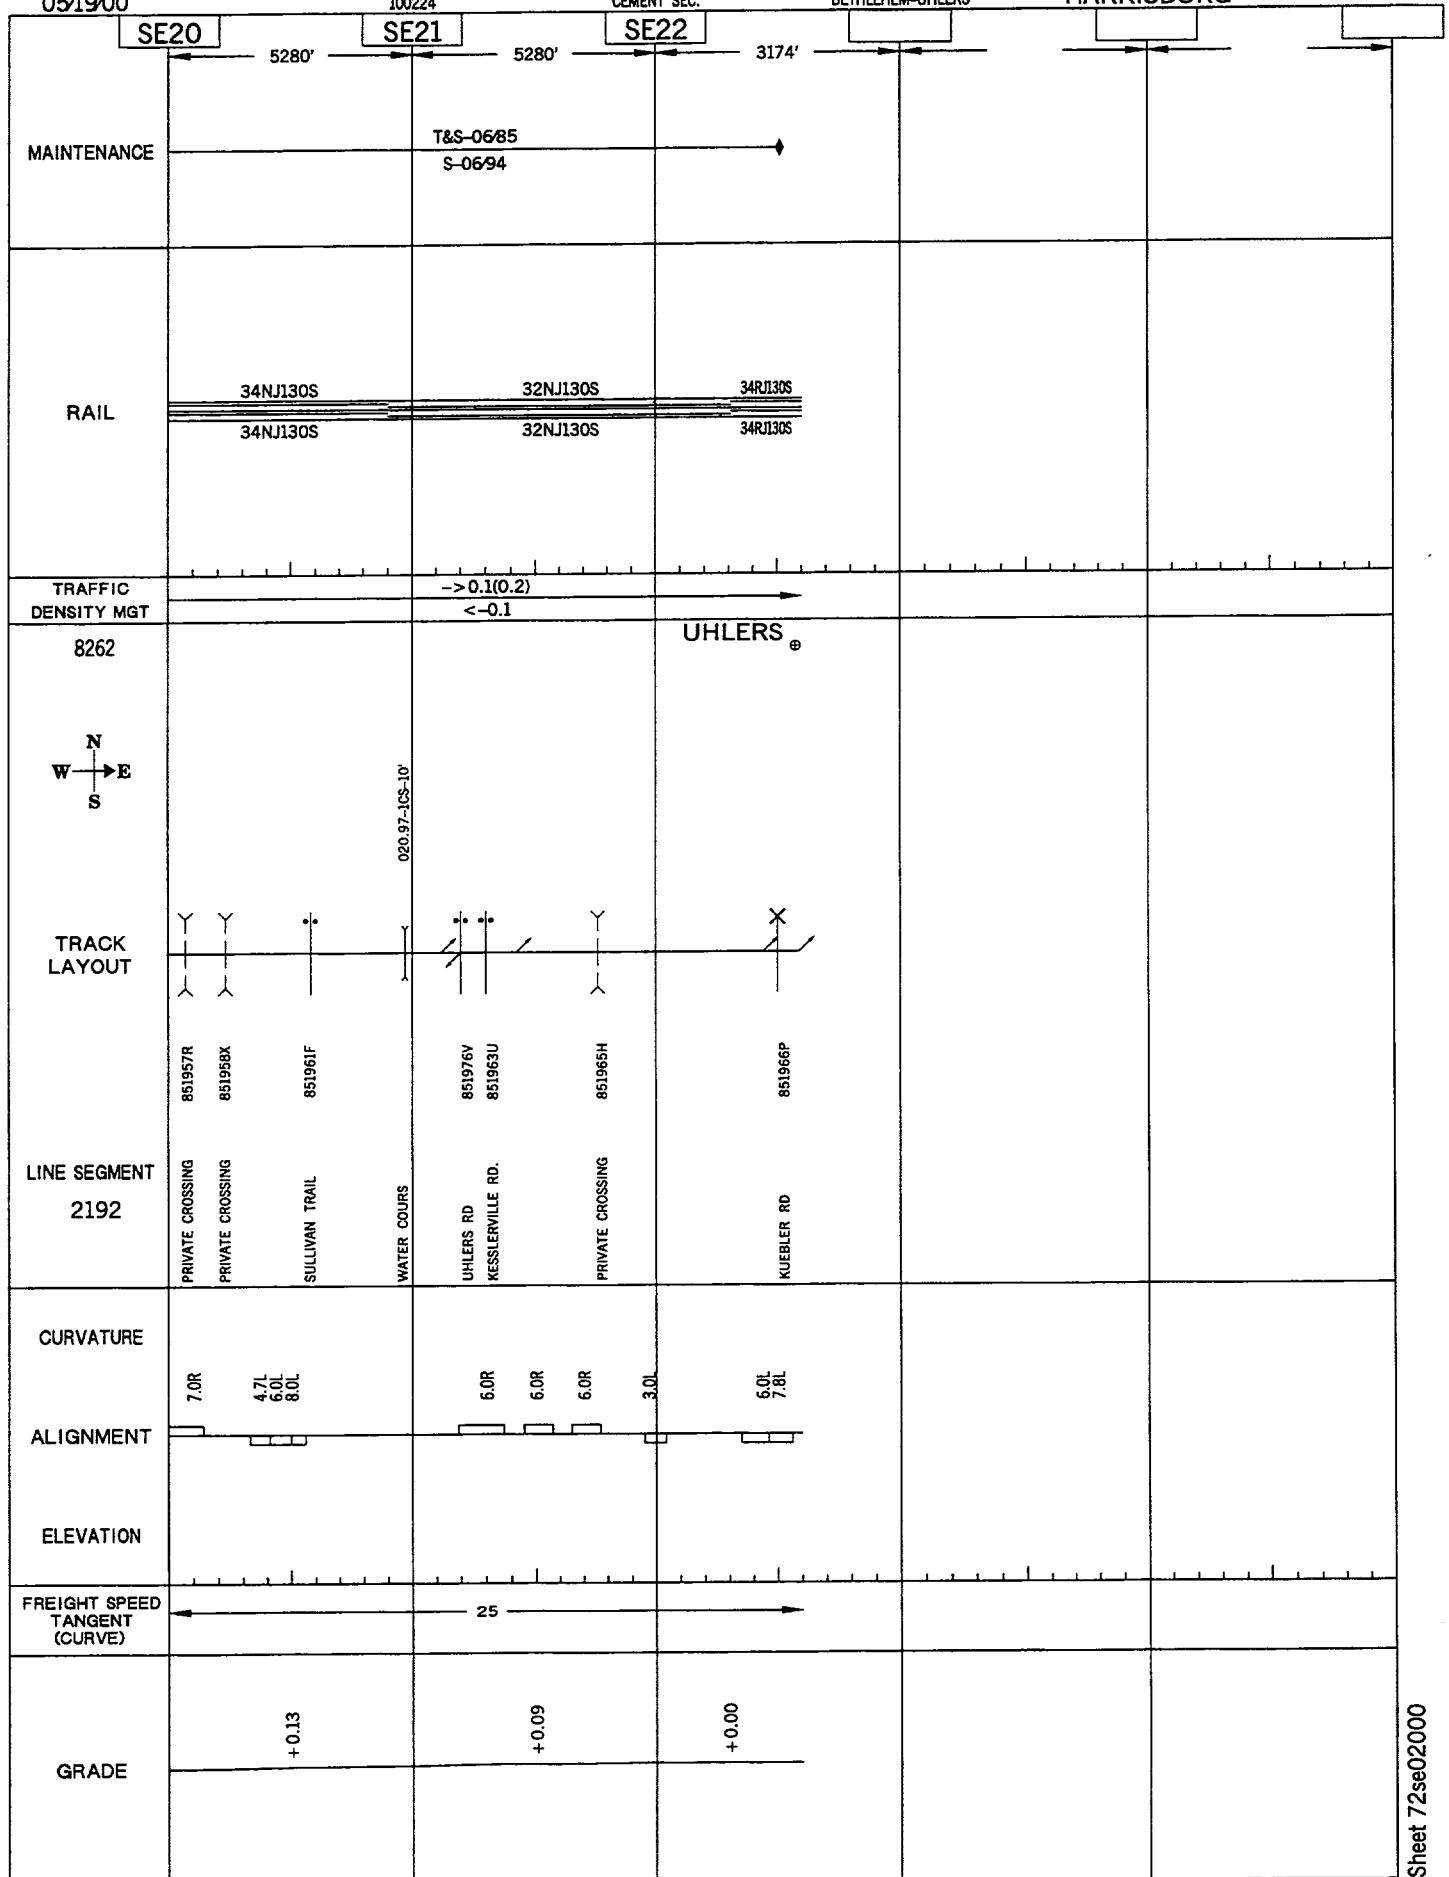 05/19/00
100224
CEMENT SEC.
BETHLEHEM-UHLERS
HARRISBURG
SE20
SE21
SE22
5280'
5280'
3174'
MAINTENANCE
T&S-06/85
S-06/94
RAIL
34NJ130S
32NJ130S
34RJ130S
34NJ130S
32NJ130S
34RJ130S
TRAFFIC
DENSITY MGT
->0.1(0.2)
<-0.1
8262
UHLERS
N
W E
S
020.97-1CS-10'
TRACK
LAYOUT
851957R
851958X
851961F
851976V
851963U
851965H
851966P
LINE SEGMENT
2192
PRIVATE CROSSING
PRIVATE CROSSING
SULLIVAN TRAIL
WATER COURS
UHLERS RD
KESSLERVILLE RD.
PRIVATE CROSSING
KUEBLER RD
CURVATURE
7.0R
4.7L
6.0L
8.0L
6.0R
6.0R
6.0R
3.0L
6.0L
7.8L
ALIGNMENT
ELEVATION
FREIGHT SPEED
TANGENT
(CURVE)
25
GRADE
+0.13
+0.09
+0.00
Sheet 72se02000